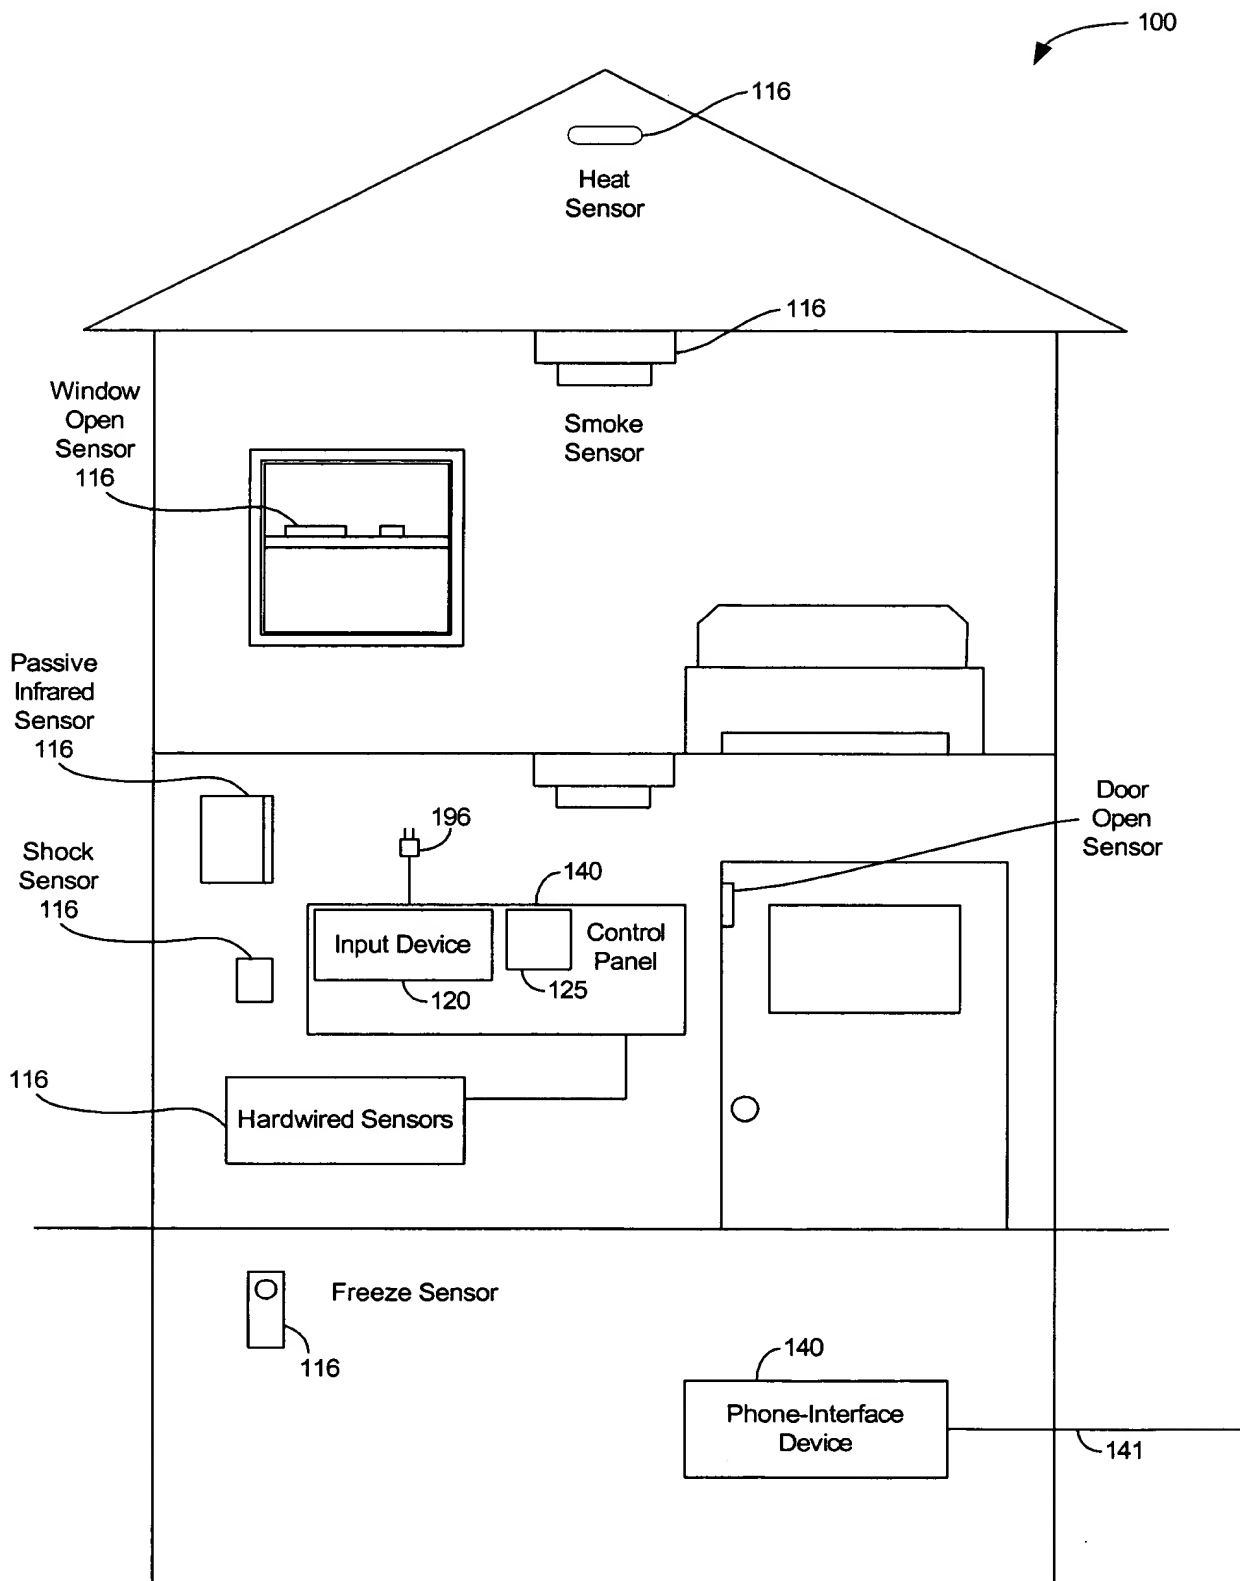 100
116
Heat
Sensor
116
Window
Open
Sensor
116
Smoke
Sensor
Passive
Infrared
Sensor
116
Door
Open
Sensor
196
Shock
Sensor
116
140
Input Device
Control
Panel
120
125
116
Hardwired Sensors
Freeze Sensor
116
140
Phone-Interface
Device
141